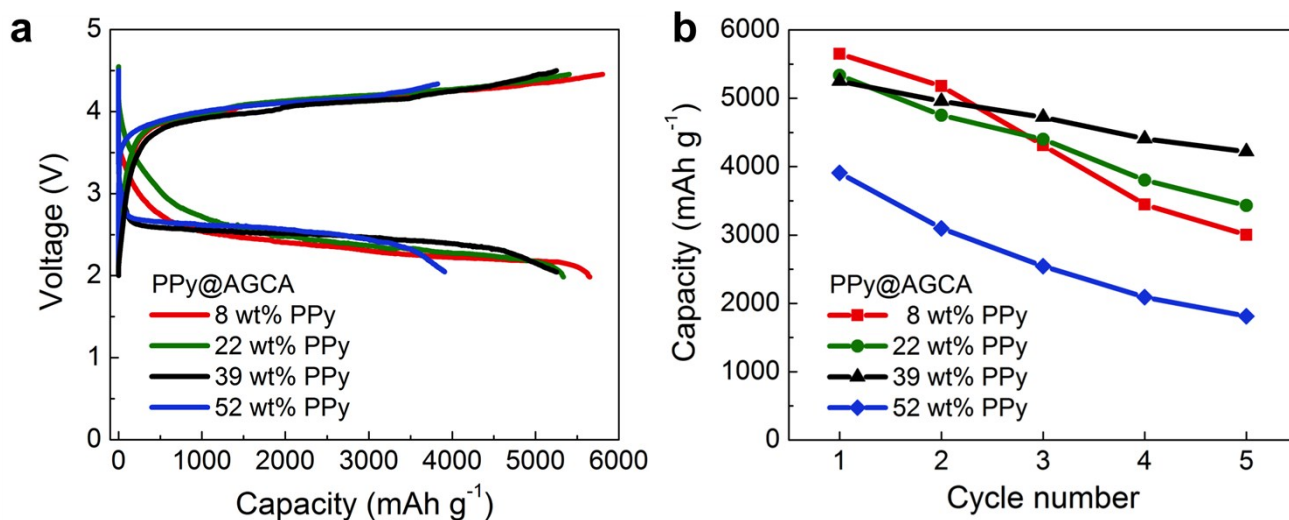 a
5
4
3
2
1
0
Voltage (V)
PPy@AGCA
8 wt% PPy
22 wt% PPy
39 wt% PPy
52 wt% PPy
0 1000 2000 3000 4000 5000 6000
Capacity (mAh g⁻¹)
b
6000
5000
4000
3000
2000
1000
0
Capacity (mAh g⁻¹)
PPy@AGCA
8 wt% PPy
22 wt% PPy
39 wt% PPy
52 wt% PPy
1 2 3 4 5
Cycle number